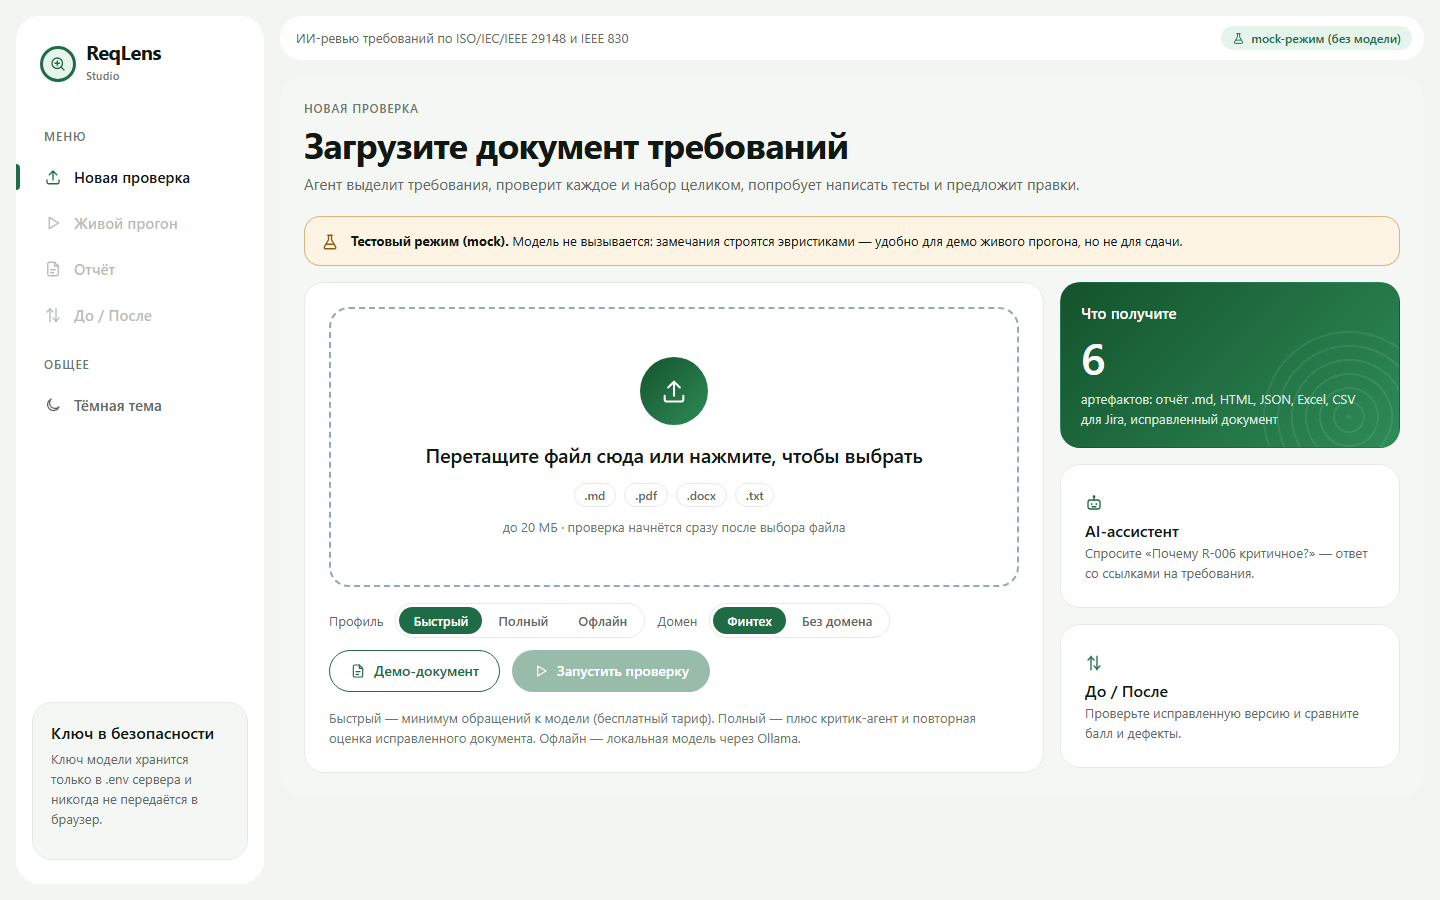 ReqLens
Studio
МЕНЮ
Новая проверка
Живой прогон
Отчёт
До / После
ОБЩЕЕ
Тёмная тема
Ключ в безопасности
Ключ модели хранится
только в .env сервера и
никогда не передаётся в
браузер.
ИИ-ревью требований по ISO/IEC/IEEE 29148 и IEEE 830
mock-режим (без модели)
НОВАЯ ПРОВЕРКА
Загрузите документ требований
Агент выделит требования, проверит каждое и набор целиком, попробует написать тесты и предложит правки.
Тестовый режим (mock). Модель не вызывается: замечания строятся эвристиками — удобно для демо живого прогона, но не для сдачи.
Перетащите файл сюда или нажмите, чтобы выбрать
.md .pdf .docx .txt
до 20 МБ · проверка начнётся сразу после выбора файла
Профиль Быстрый Полный Офлайн Домен Финтех Без домена
Демо-документ Запустить проверку
Быстрый — минимум обращений к модели (бесплатный тариф). Полный — плюс критик-агент и повторная
оценка исправленного документа. Офлайн — локальная модель через Ollama.
Что получите
6
артефактов: отчёт .md, HTML, JSON, Excel, CSV
для Jira, исправленный документ
AI-ассистент
Спросите «Почему R-006 критичное?» — ответ
со ссылками на требования.
До / После
Проверьте исправленную версию и сравните
балл и дефекты.